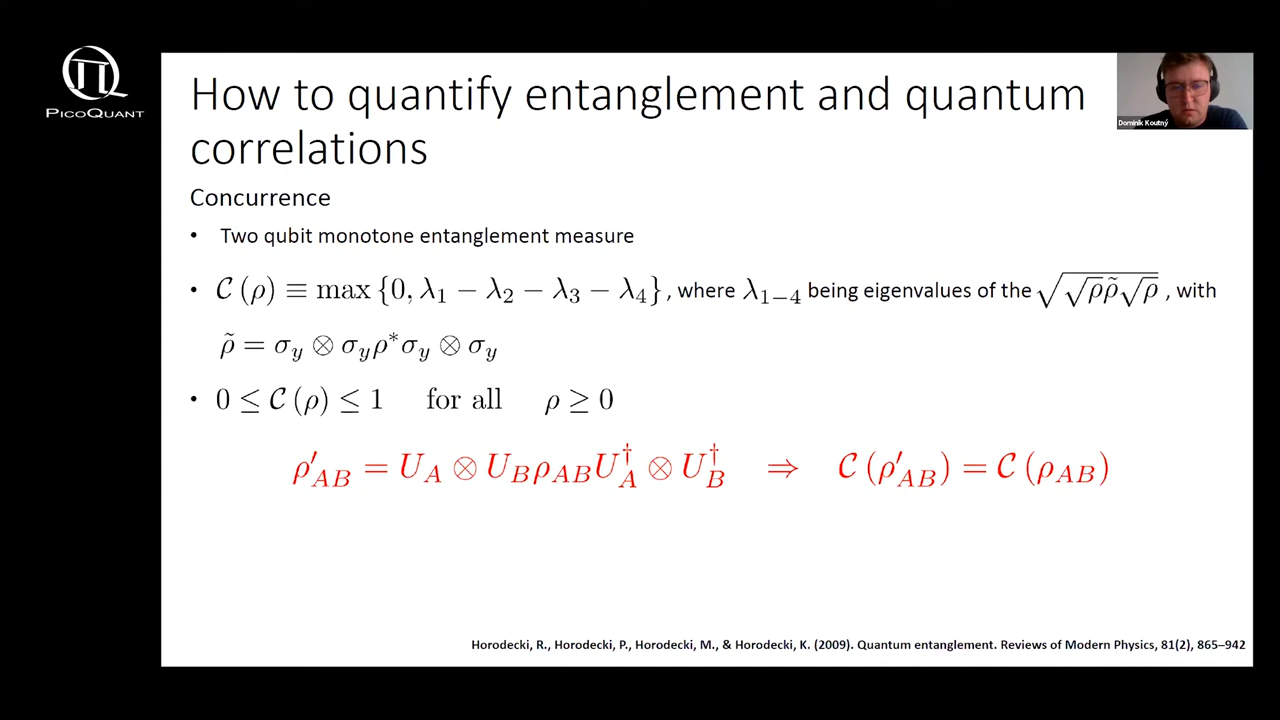 PICOQUANT
How to quantify entanglement and quantum
correlations
Dominik Koutný
Concurrence
• Two qubit monotone entanglement measure
• 𝒞 (ρ) ≡ max {0, λ₁ − λ₂ − λ₃ − λ₄} , where λ₁₋₄ being eigenvalues of the √(√ρ ρ̃ √ρ) , with
ρ̃ = σ_y ⊗ σ_y ρ* σ_y ⊗ σ_y
• 0 ≤ 𝒞 (ρ) ≤ 1 for all ρ ≥ 0
ρ′_AB = U_A ⊗ U_B ρ_AB U_A^† ⊗ U_B^† ⇒ 𝒞 (ρ′_AB) = 𝒞 (ρ_AB)
Horodecki, R., Horodecki, P., Horodecki, M., & Horodecki, K. (2009). Quantum entanglement. Reviews of Modern Physics, 81(2), 865–942